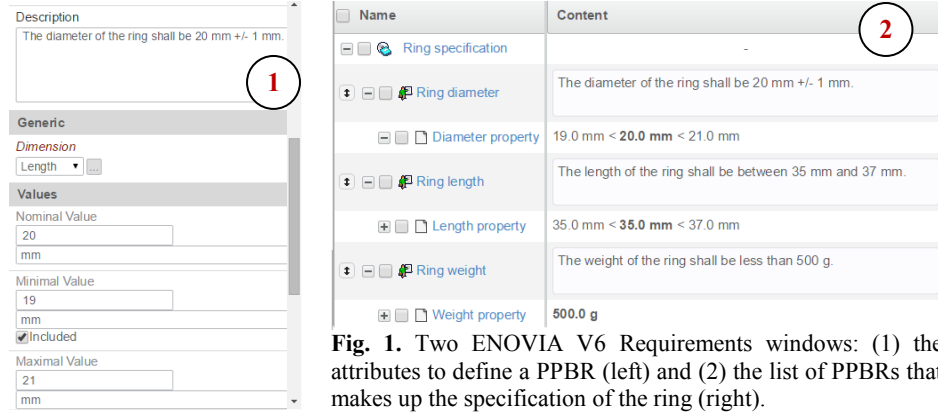 Description
The diameter of the ring shall be 20 mm +/- 1 mm.
1
Generic
Dimension
Length
...
Values
Nominal Value
20
mm
Minimal Value
19
mm
Included
Maximal Value
21
mm
Name Content
2
Ring specification -
Ring diameter The diameter of the ring shall be 20 mm +/- 1 mm.
Diameter property 19.0 mm < 20.0 mm < 21.0 mm
Ring length The length of the ring shall be between 35 mm and 37 mm.
Length property 35.0 mm < 35.0 mm < 37.0 mm
Ring weight The weight of the ring shall be less than 500 g.
Weight property 500.0 g
Fig. 1. Two ENOVIA V6 Requirements windows: (1) the
attributes to define a PPBR (left) and (2) the list of PPBRs that
makes up the specification of the ring (right).